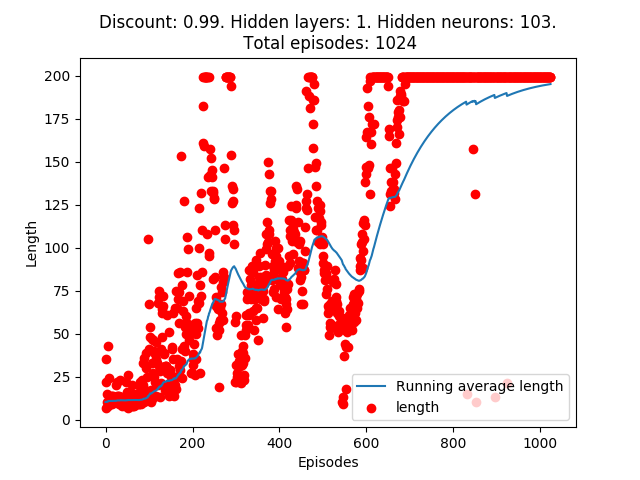 Discount: 0.99. Hidden layers: 1. Hidden neurons: 103.
Total episodes: 1024
200
175
150
125
100
75
50
25
0
Length
Running average length
length
0
200
400
600
800
1000
Episodes